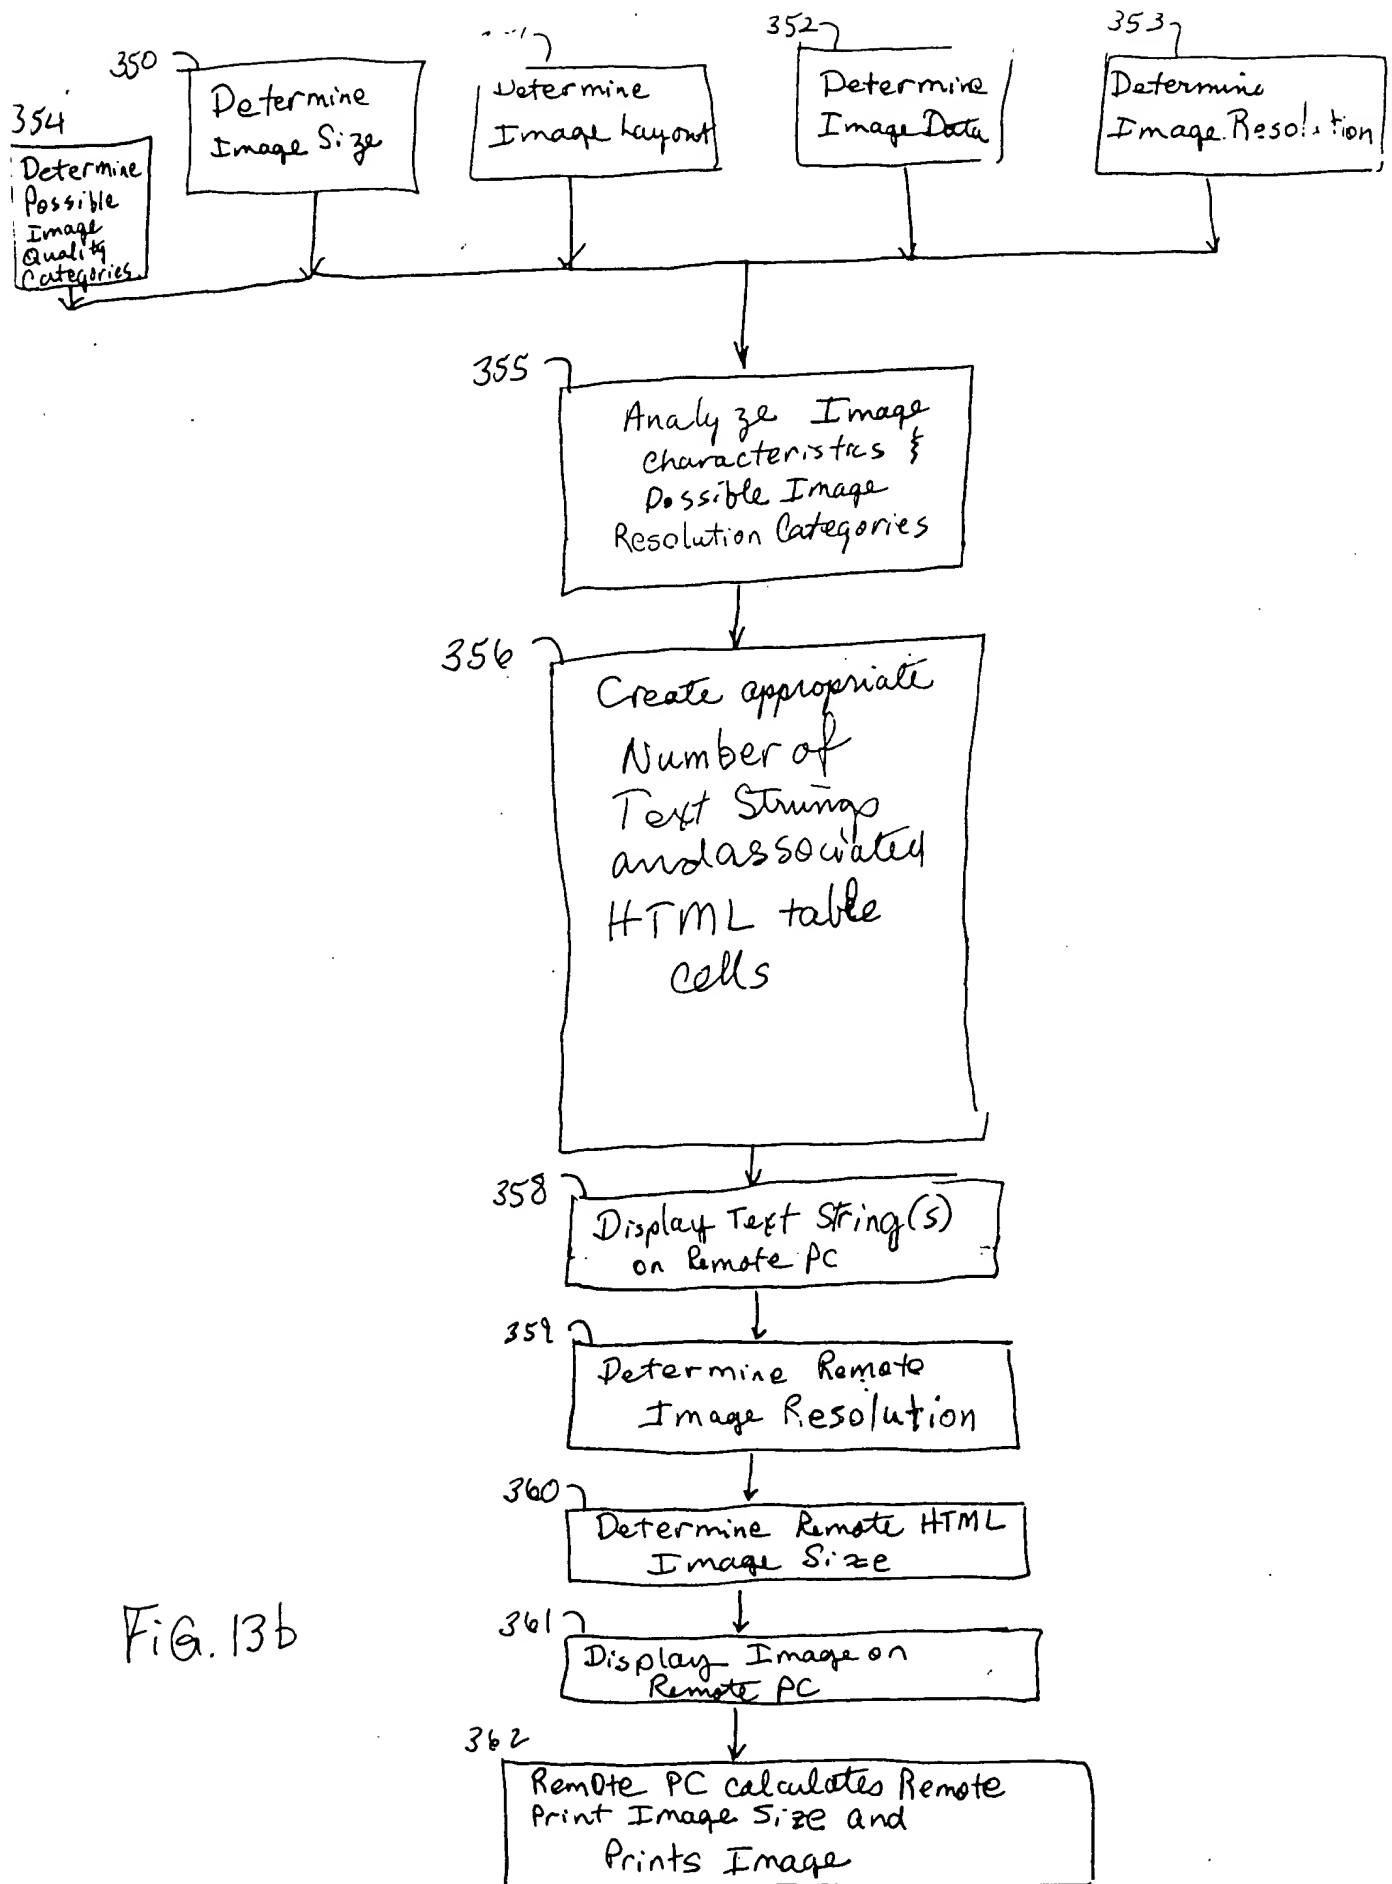 350
352
353
354
Determine
Image Size
Determine
Image Layout
Determine
Image Data
Determine
Image Resolution
Determine
Possible
Image
Quality
Categories
355
Analyze Image
Characteristics &
Possible Image
Resolution Categories
356
Create appropriate
Number of
Text Strings
and associated
HTML table
cells
358
Display Text String(s)
on Remote PC
359
Determine Remote
Image Resolution
360
Determine Remote HTML
Image Size
361
Display Image on
Remote PC
FIG. 13b
362
Remote PC calculates Remote
Print Image Size and
Prints Image